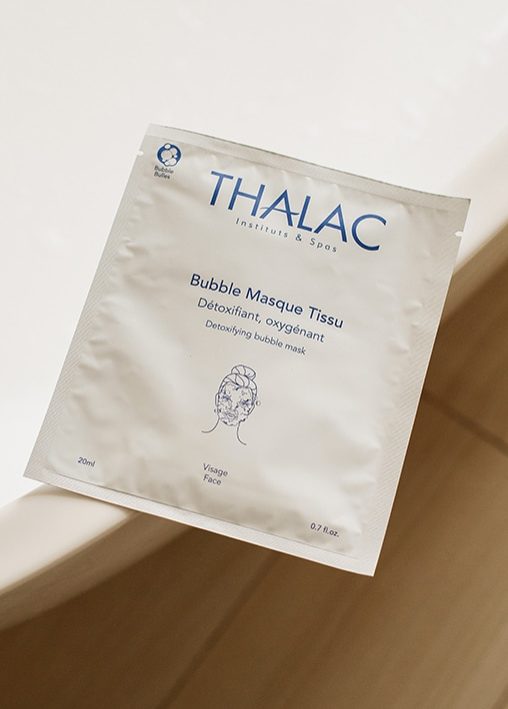 Bubble
Bulles
THALAC
Instituts & Spas
Bubble Masque Tissu
Détoxifiant, oxygénant
Detoxifying bubble mask
20ml
Visage
Face
0.7 fl.oz.